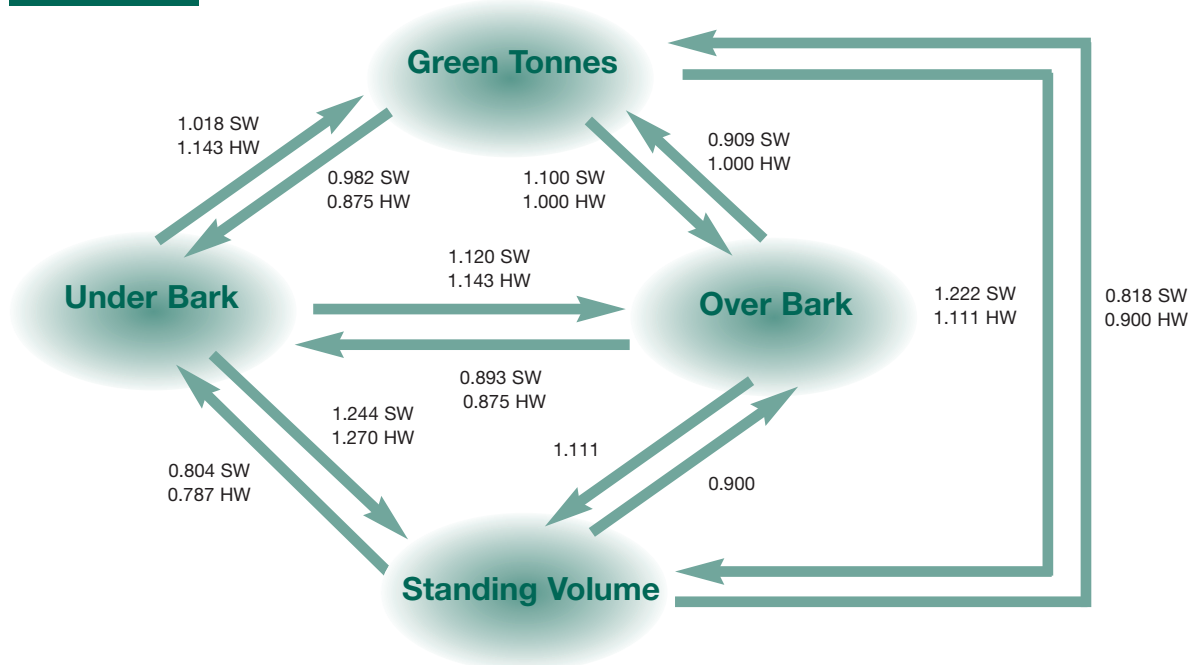 Green Tonnes
1.018 SW
1.143 HW
0.982 SW
0.875 HW
1.100 SW
1.000 HW
0.909 SW
1.000 HW
Under Bark
1.120 SW
1.143 HW
Over Bark
1.222 SW
1.111 HW
0.818 SW
0.900 HW
0.893 SW
0.875 HW
1.244 SW
1.270 HW
0.804 SW
0.787 HW
1.111
0.900
Standing Volume